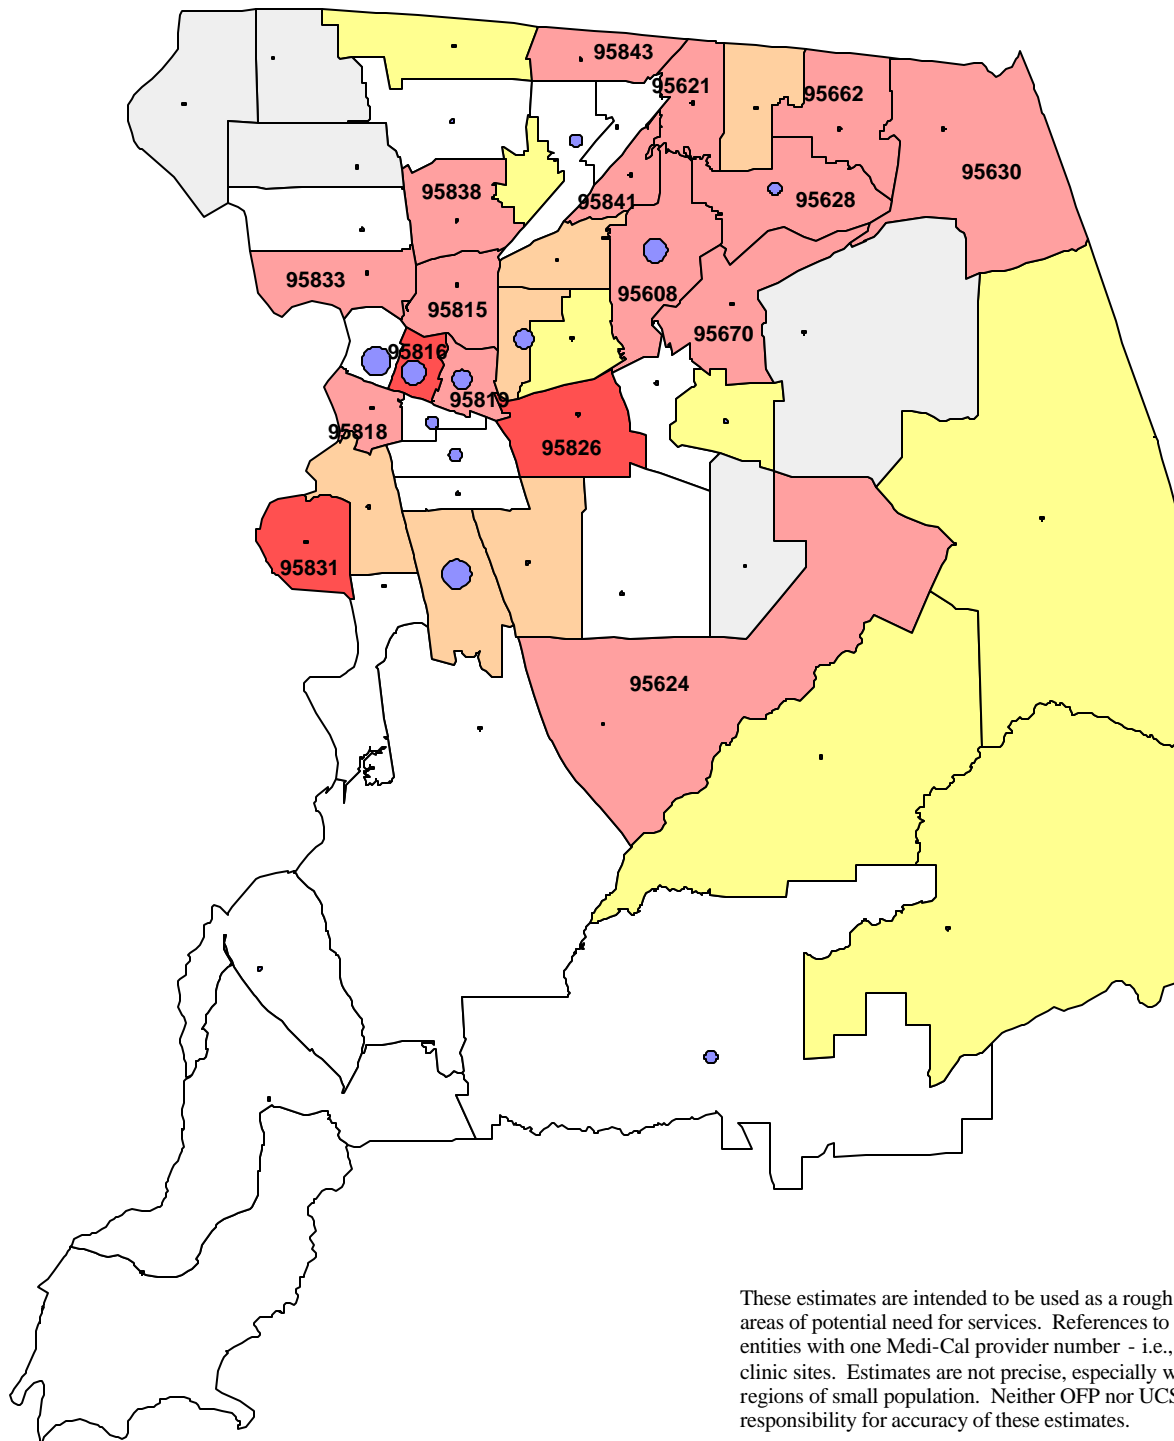 95843
95621
95662
95630
95838
95841
95628
95833
95608
95815
95670
95816
95819
95818
95826
95831
95624
These estimates are intended to be used as a rough
areas of potential need for services. References to
entities with one Medi-Cal provider number - i.e.,
clinic sites. Estimates are not precise, especially
regions of small population. Neither OFP nor
responsibility for accuracy of these estimates.